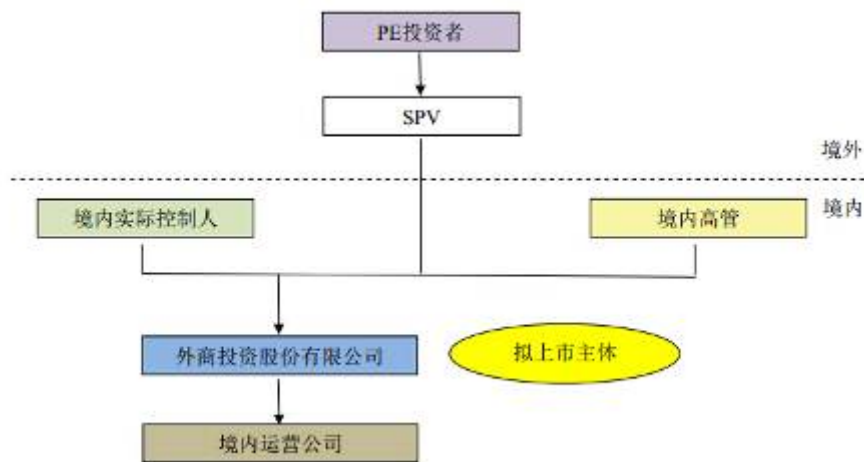 PE投资者
SPV
境外
境内实际控制人
境内高管
境内
外商投资股份有限公司
拟上市主体
境内运营公司